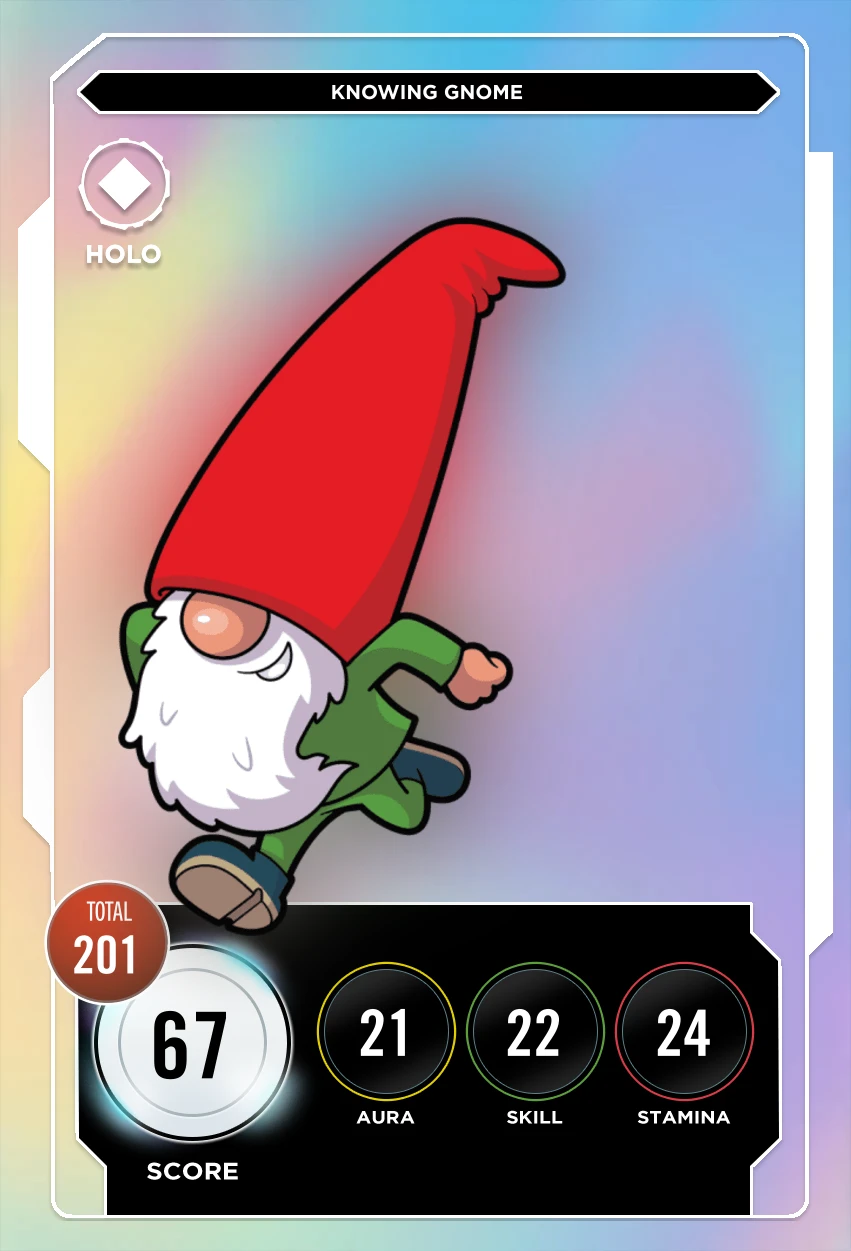 KNOWING GNOME
HOLO
TOTAL
201
67
SCORE
21
AURA
22
SKILL
24
STAMINA